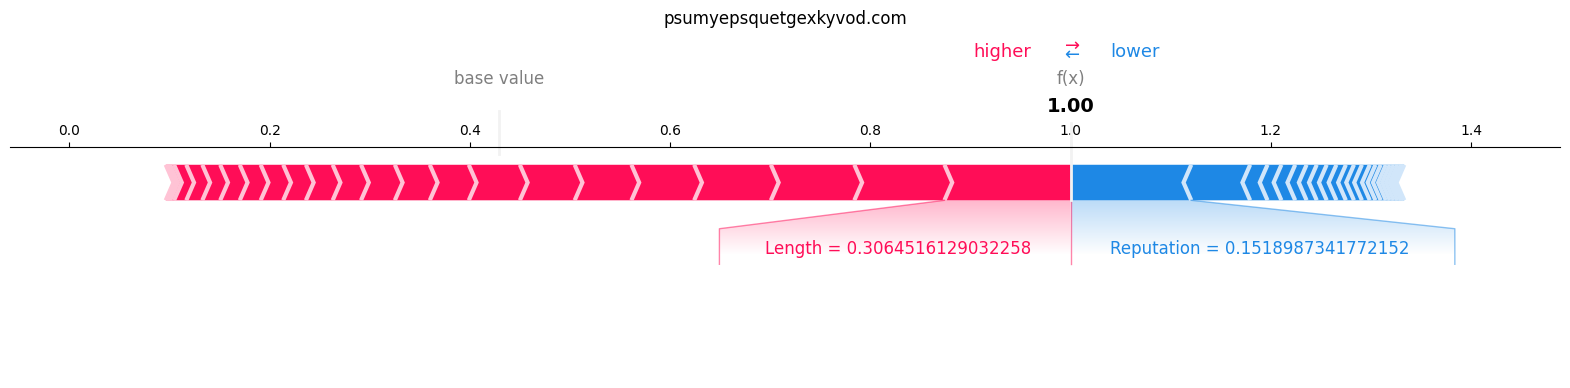 psumyepsquetgexkyvod.com
higher ⇄ lower
base value f(x)
1.00
0.0 0.2 0.4 0.6 0.8 1.0 1.2 1.4
Length = 0.3064516129032258 Reputation = 0.1518987341772152